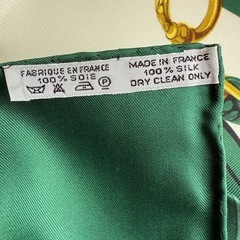 FABRIQUE EN FRANCE
100% SOIE
MADE IN FRANCE
100% SILK
DRY CLEAN ONLY